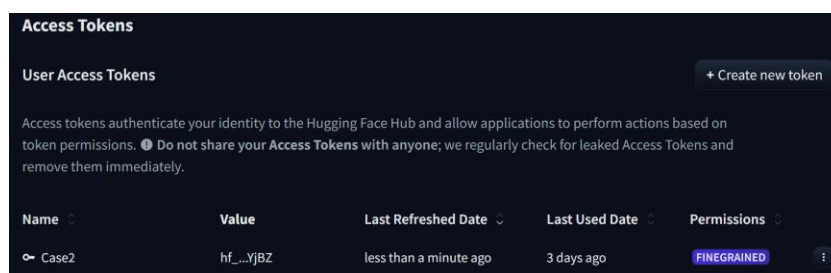 Access Tokens
User Access Tokens
+ Create new token
Access tokens authenticate your identity to the Hugging Face Hub and allow applications to perform actions based on
token permissions. Do not share your Access Tokens with anyone; we regularly check for leaked Access Tokens and
remove them immediately.
Name Value Last Refreshed Date Last Used Date Permissions
Case2 hf_...YjBZ less than a minute ago 3 days ago FINEGRAINED